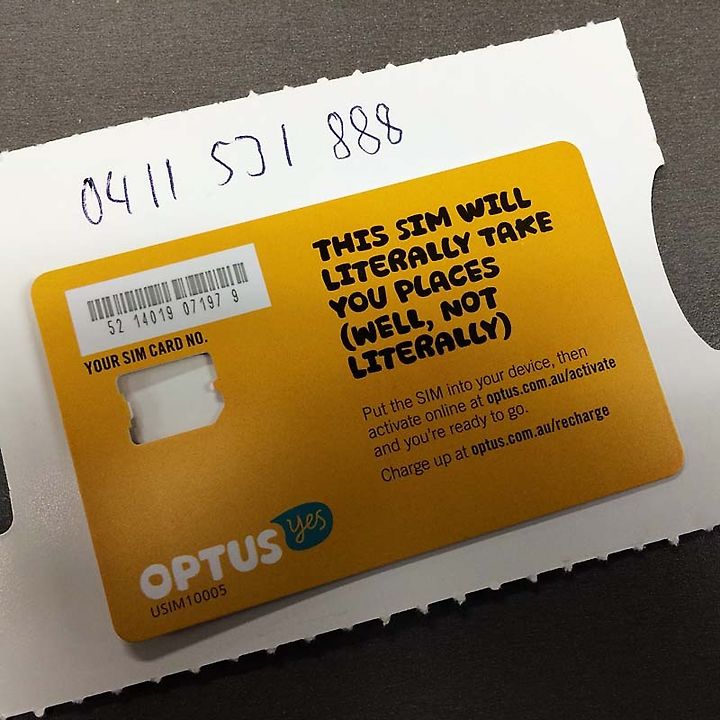 0411 531 888
52 14019 07197 9
YOUR SIM CARD NO.
THIS SIM WILL
LITERALLY TAKE
YOU PLACES
(WELL, NOT
LITERALLY)
Put the SIM into your device, then
activate online at optus.com.au/activate
and you're ready to go.
Charge up at optus.com.au/recharge
OPTUS yes
USIM10005